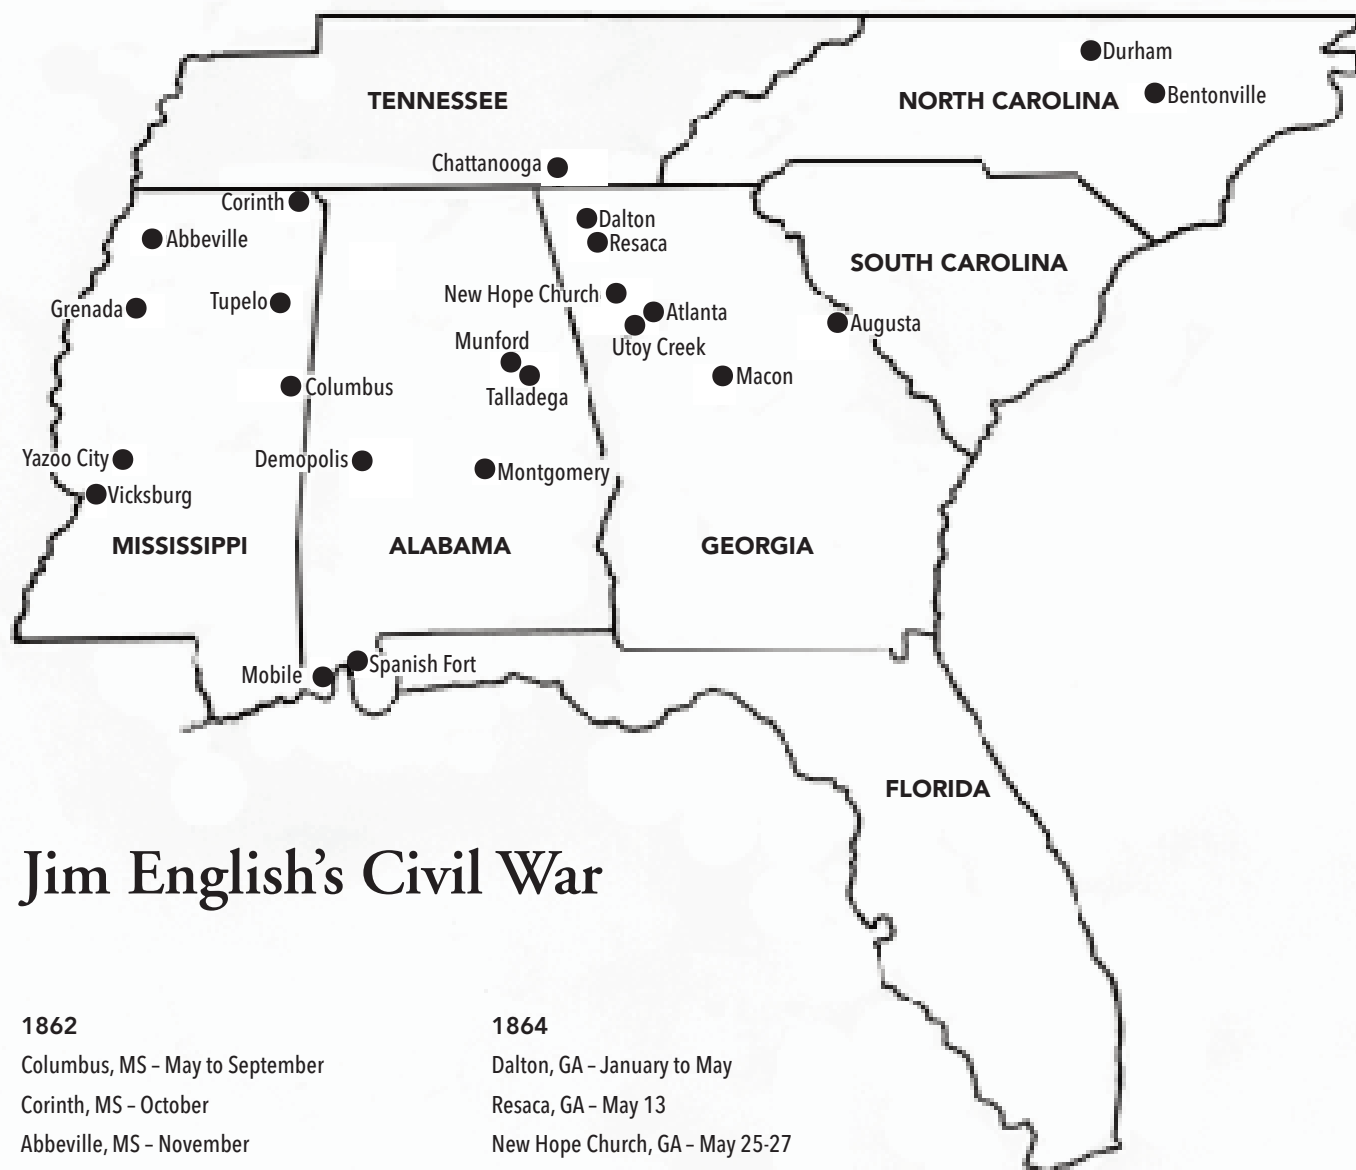 Durham
TENNESSEE
NORTH CAROLINA
Bentonville
Chattanooga
Corinth
Dalton
Abbeville
Resaca
SOUTH CAROLINA
New Hope Church
Grenada
Tupelo
Atlanta
Augusta
Munford
Utoy Creek
Macon
Columbus
Talladega
Yazoo City
Demopolis
Montgomery
Vicksburg
MISSISSIPPI
ALABAMA
GEORGIA
Mobile
Spanish Fort
FLORIDA
Jim English’s Civil War
1862
Columbus, MS – May to September
Corinth, MS – October
Abbeville, MS – November
1864
Dalton, GA – January to May
Resaca, GA – May 13
New Hope Church, GA – May 25-27